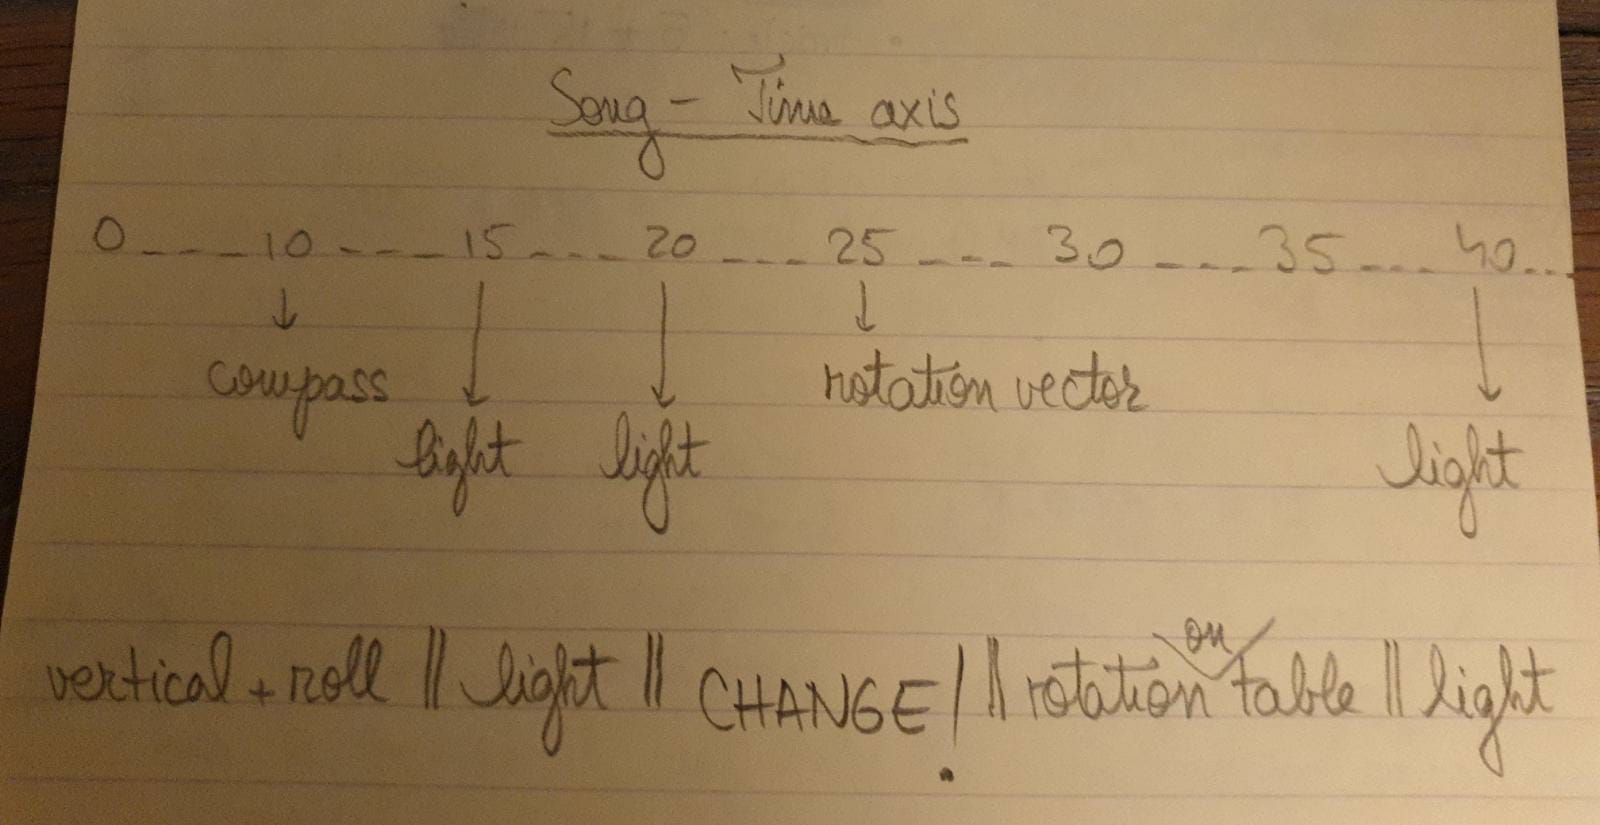 Song - Time axis
0 _ _ _ 10 _ _ _ 15 _ _ _ 20 _ _ _ 25 _ _ _ 30 _ _ _ 35 _ _ _ 40 . . .
compass rotation vector
light light light
on
vertical + roll || light || CHANGE! || rotation table || light